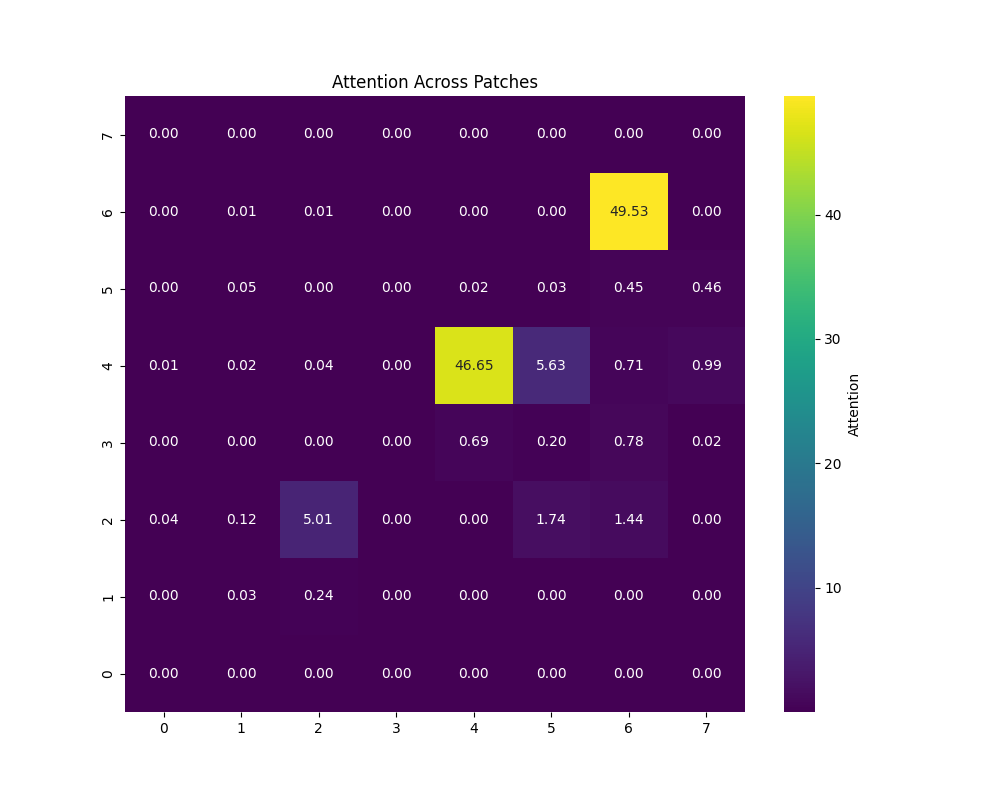 Attention Across Patches
7 0.00 0.00 0.00 0.00 0.00 0.00 0.00 0.00
6 0.00 0.01 0.01 0.00 0.00 0.00 49.53 0.00
5 0.00 0.05 0.00 0.00 0.02 0.03 0.45 0.46
4 0.01 0.02 0.04 0.00 46.65 5.63 0.71 0.99
3 0.00 0.00 0.00 0.00 0.69 0.20 0.78 0.02
2 0.04 0.12 5.01 0.00 0.00 1.74 1.44 0.00
1 0.00 0.03 0.24 0.00 0.00 0.00 0.00 0.00
0 0.00 0.00 0.00 0.00 0.00 0.00 0.00 0.00
0 1 2 3 4 5 6 7
40
30
20
10
Attention